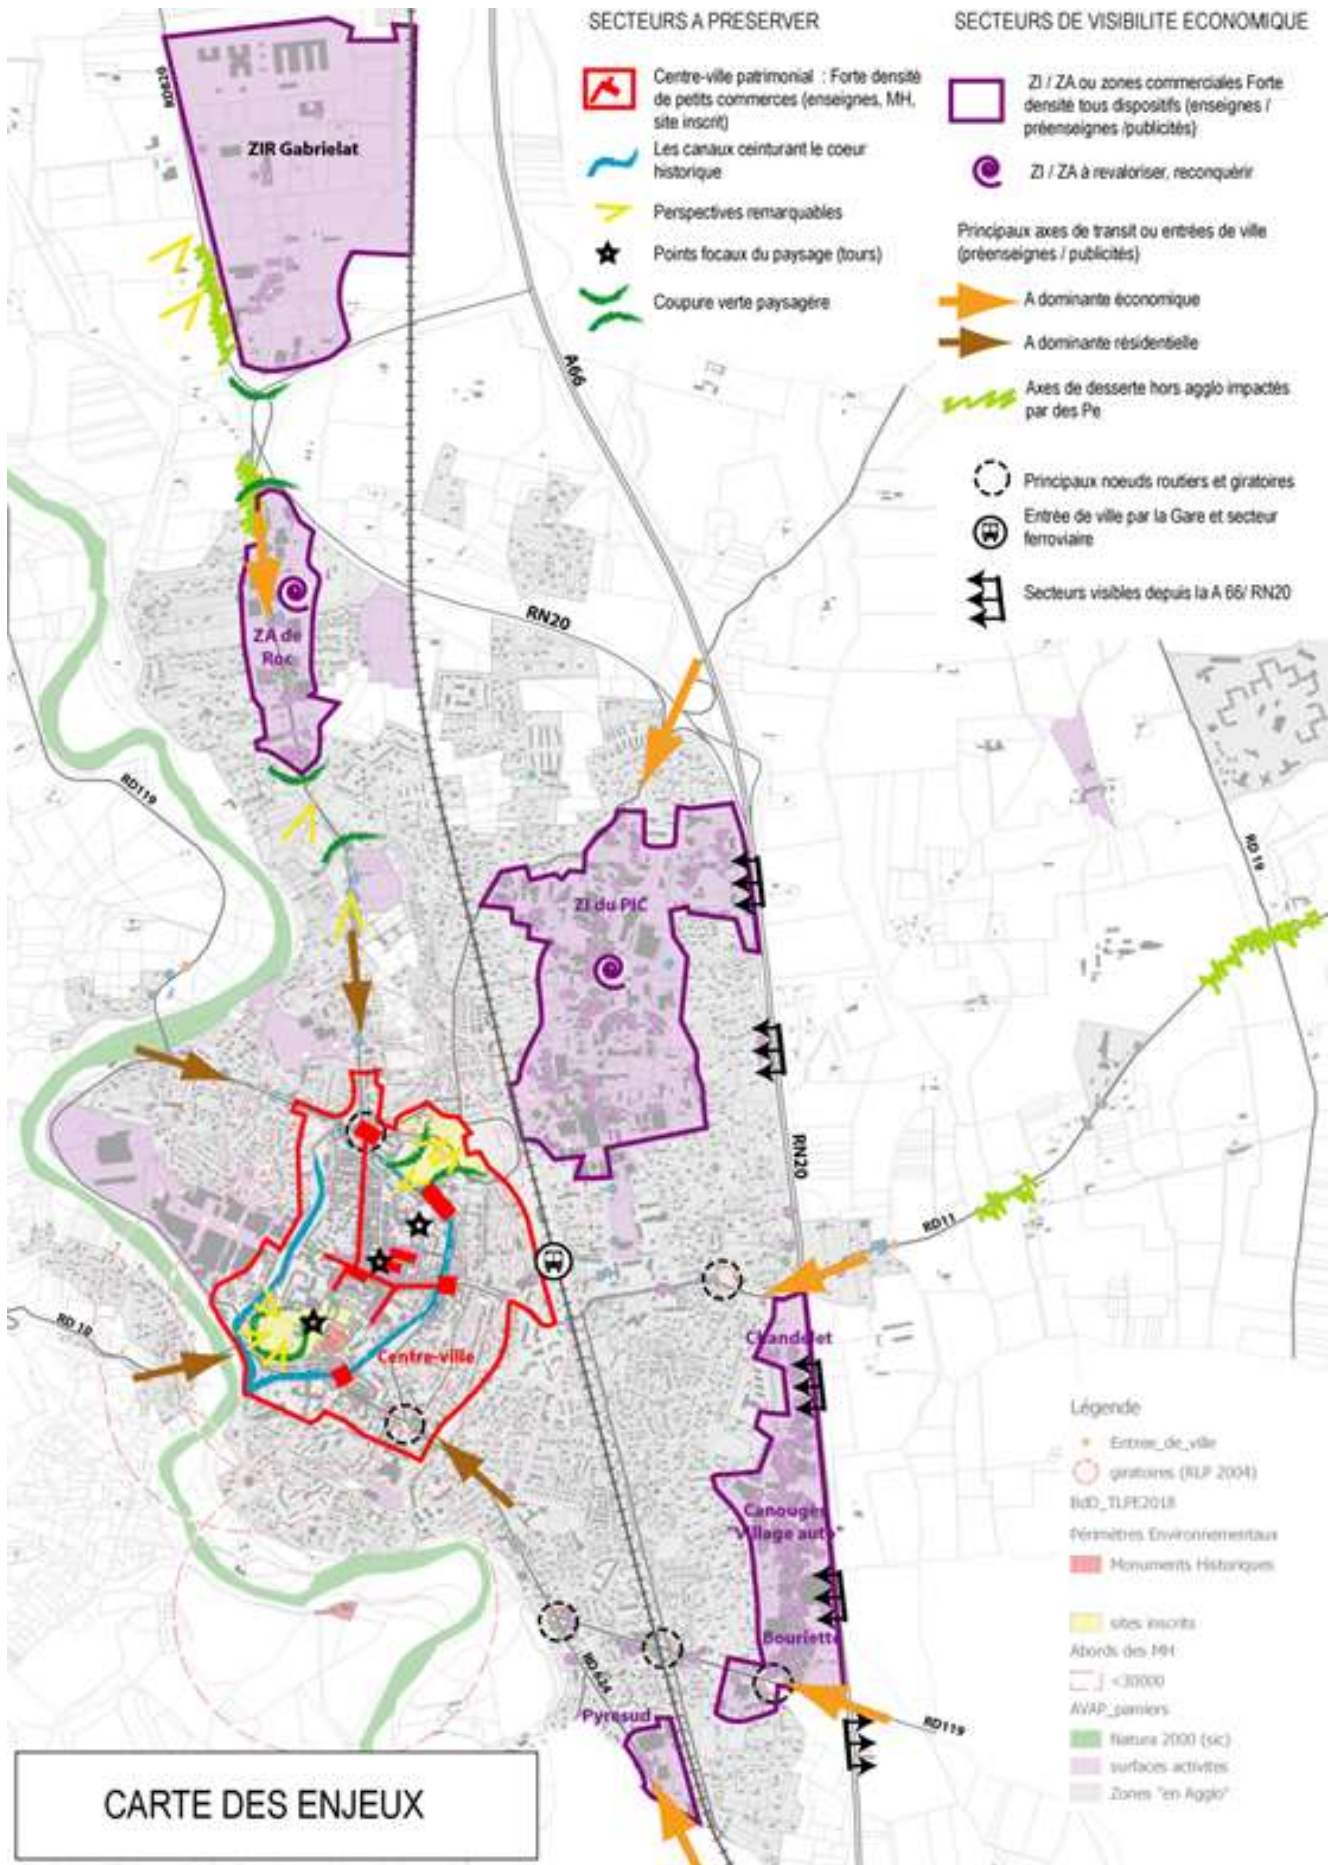 SECTEURS A PRESERVER
Centre-ville patrimonial : Forte densité
de petits commerces (enseignes, MH,
site inscrit)
Les canaux ceinturant le coeur
historique
Perspectives remarquables
Points focaux du paysage (tours)
Coupure verte paysagère
SECTEURS DE VISIBILITE ECONOMIQUE
ZI / ZA ou zones commerciales Forte
densité tous dispositifs (enseignes /
préenseignes /publicités)
ZI / ZA à revaloriser, reconquérir
Principaux axes de transit ou entrées de ville
(préenseignes / publicités)
A dominante économique
A dominante résidentielle
Axes de desserte hors agglo impactés
par des Pe
Principaux noeuds routiers et giratoires
Entrée de ville par la Gare et secteur
ferroviaire
Secteurs visibles depuis la A 66/ RN20
RD820
ZIR Gabrielat
A66
RN20
ZA de
Roc
RD119
RD 19
ZI du PIC
RN20
RD11
RD 10
Centre-ville
Chandelet
Canougès
"Village auto"
Bouriette
RD 624
Pyresud
RD119
Légende
Entree_de_ville
giratoires (RLP 2004)
BdD_TLPE2018
Périmètres Environnementaux
Monuments Historiques
sites inscrits
Abords des MH
<30000
AVAP_pamiers
Natura 2000 (sic)
surfaces activites
Zones "en Agglo"
CARTE DES ENJEUX